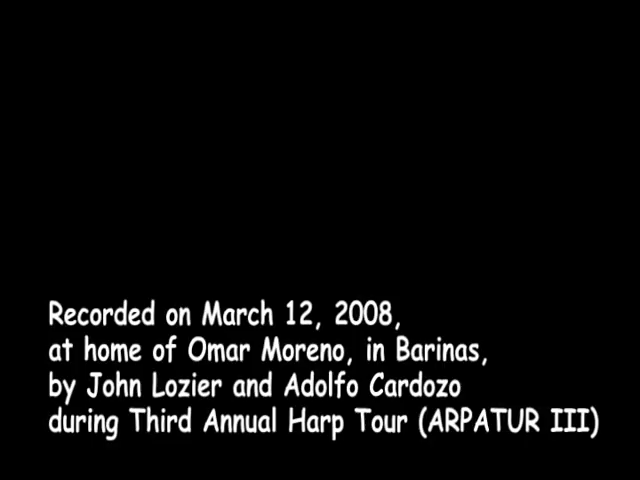 Recorded on March 12, 2008,
at home of Omar Moreno, in Barinas,
by John Lozier and Adolfo Cardozo
during Third Annual Harp Tour (ARPATUR III)